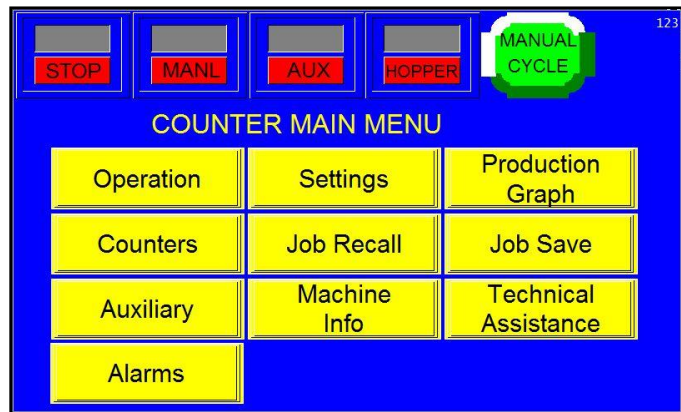 123
STOP MANL AUX HOPPER MANUAL
CYCLE
COUNTER MAIN MENU
Operation Settings Production
Graph
Counters Job Recall Job Save
Auxiliary Machine
Info Technical
Assistance
Alarms